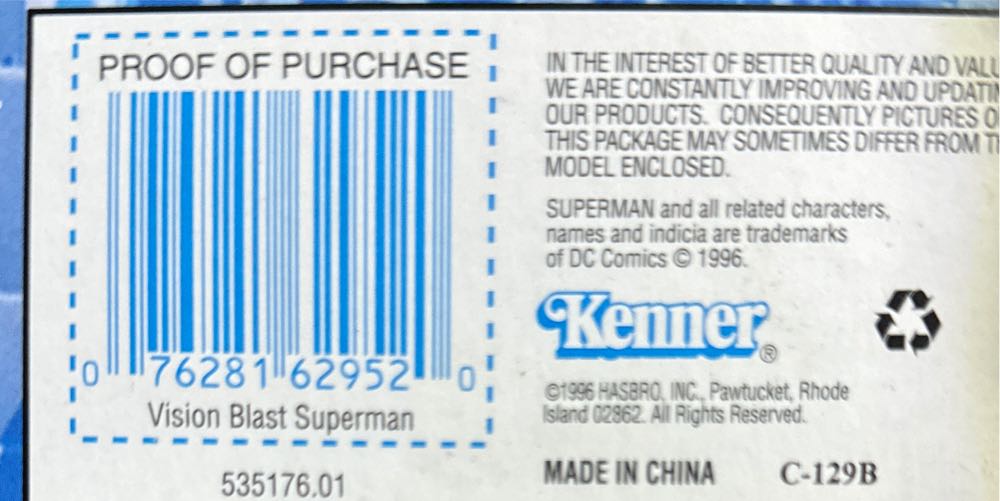 PROOF OF PURCHASE
0 76281 62952 0
Vision Blast Superman
535176.01
IN THE INTEREST OF BETTER QUALITY AND VALU
WE ARE CONSTANTLY IMPROVING AND UPDATIN
OUR PRODUCTS. CONSEQUENTLY PICTURES O
THIS PACKAGE MAY SOMETIMES DIFFER FROM T
MODEL ENCLOSED.
SUPERMAN and all related characters,
names and indicia are trademarks
of DC Comics © 1996.
Kenner®
©1996 HASBRO, INC., Pawtucket, Rhode
Island 02862. All Rights Reserved.
MADE IN CHINA C-129B